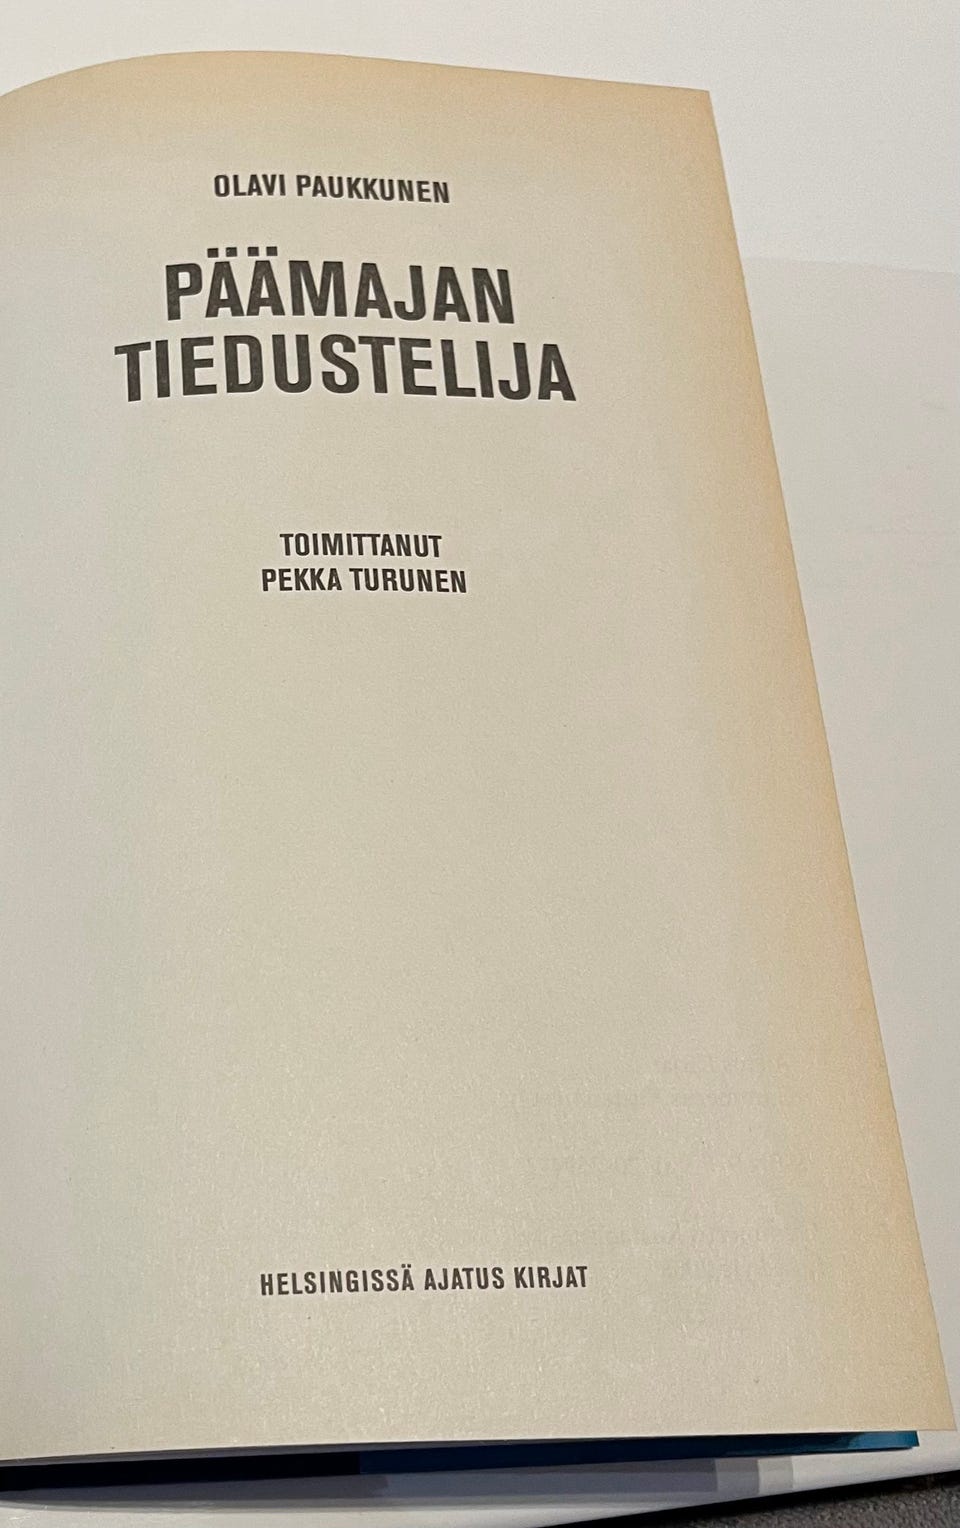 OLAVI PAUKKUNEN
PÄÄMAJAN
TIEDUSTELIJA
TOIMITTANUT
PEKKA TURUNEN
HELSINGISSÄ AJATUS KIRJAT